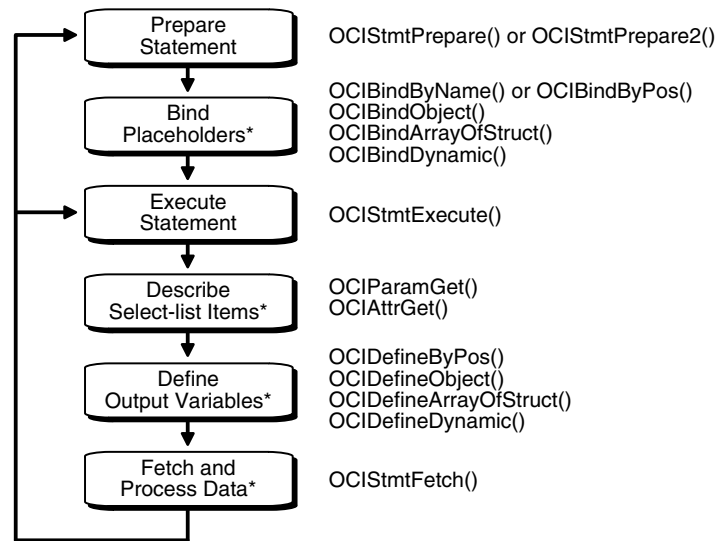 Prepare
Statement
OCIStmtPrepare() or OCIStmtPrepare2()
Bind
Placeholders*
OCIBindByName() or OCIBindByPos()
OCIBindObject()
OCIBindArrayOfStruct()
OCIBindDynamic()
Execute
Statement
OCIStmtExecute()
Describe
Select-list Items*
OCIParamGet()
OCIAttrGet()
Define
Output Variables*
OCIDefineByPos()
OCIDefineObject()
OCIDefineArrayOfStruct()
OCIDefineDynamic()
Fetch and
Process Data*
OCIStmtFetch()